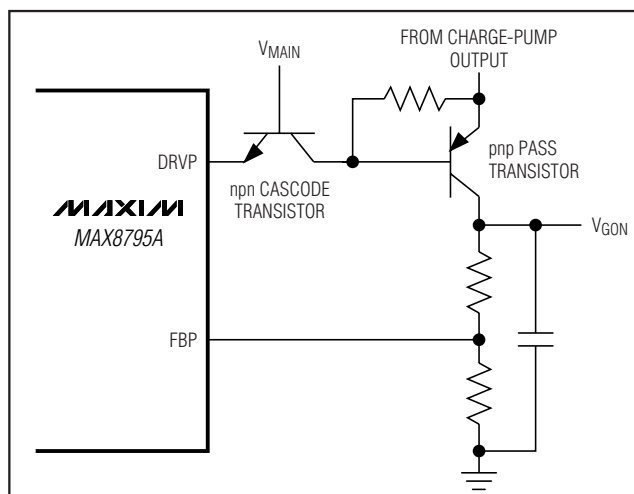 FROM CHARGE-PUMP
OUTPUT
VMAIN
pnp PASS
TRANSISTOR
DRVP
npn CASCODE
TRANSISTOR
MAXIM
MAX8795A
VGON
FBP